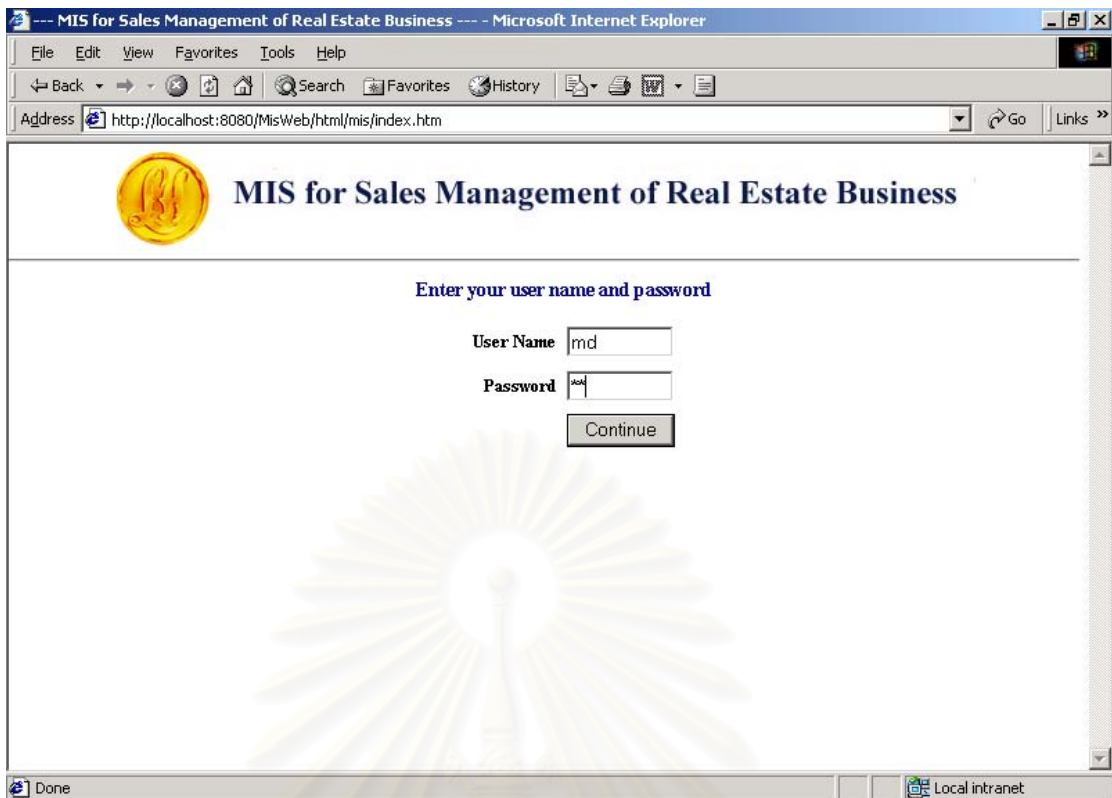 --- MIS for Sales Management of Real Estate Business --- - Microsoft Internet Explorer
File Edit View Favorites Tools Help
Back Search Favorites History
Address http://localhost:8080/MisWeb/html/mis/index.htm Go Links »
MIS for Sales Management of Real Estate Business
Enter your user name and password
User Name md
Password **
Continue
Done Local intranet